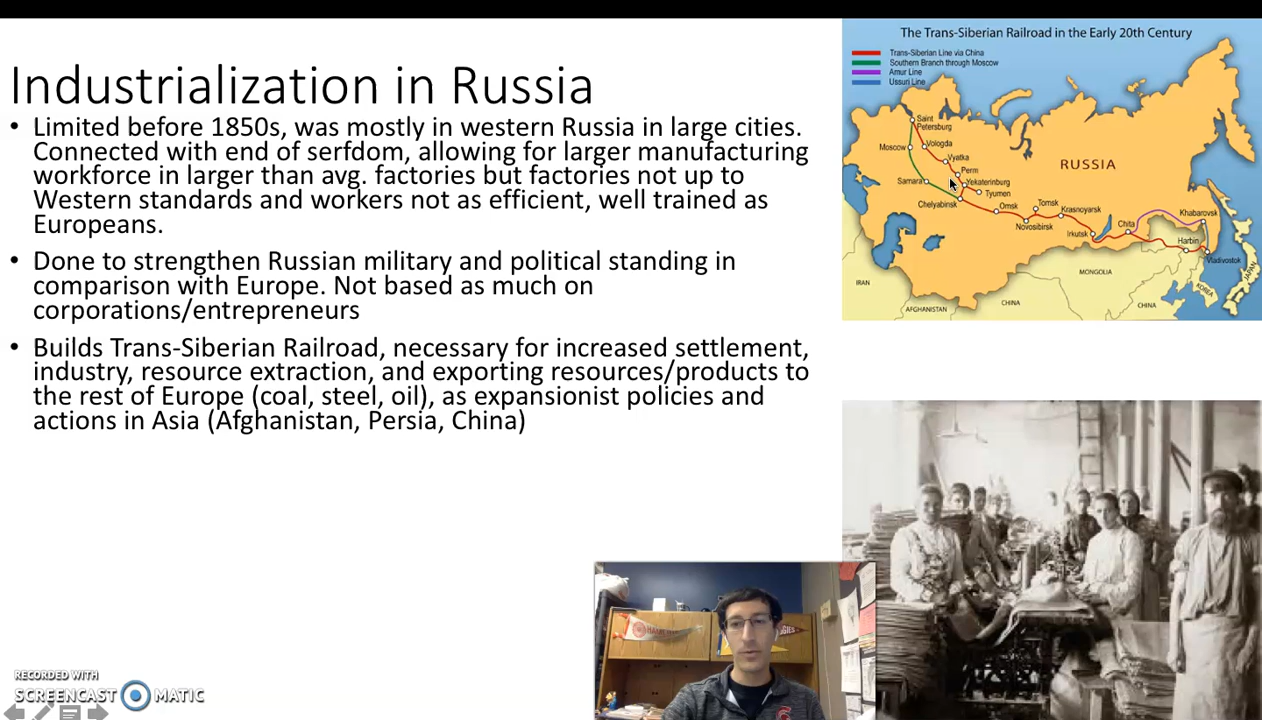 Industrialization in Russia
• Limited before 1850s, was mostly in western Russia in large cities.
Connected with end of serfdom, allowing for larger manufacturing
workforce in larger than avg. factories but factories not up to
Western standards and workers not as efficient, well trained as
Europeans.
• Done to strengthen Russian military and political standing in
comparison with Europe. Not based as much on
corporations/entrepreneurs
• Builds Trans-Siberian Railroad, necessary for increased settlement,
industry, resource extraction, and exporting resources/products to
the rest of Europe (coal, steel, oil), as expansionist policies and
actions in Asia (Afghanistan, Persia, China)
The Trans-Siberian Railroad in the Early 20th Century
Trans-Siberian Line via China
Southern Branch through Moscow
Amur Line
Ussuri Line
Saint
Petersburg
Moscow
Vologda
Vyatka
Perm
Samara
Yekaterinburg
Tyumen
Chelyabinsk
Omsk
Tomsk
Novosibirsk
Krasnoyarsk
RUSSIA
Irkutsk
Chita
Khabarovsk
Harbin
Vladivostok
IRAN
AFGHANISTAN
CHINA
MONGOLIA
CHINA
KOREA
JAPAN
RECORDED WITH
SCREENCAST MATIC